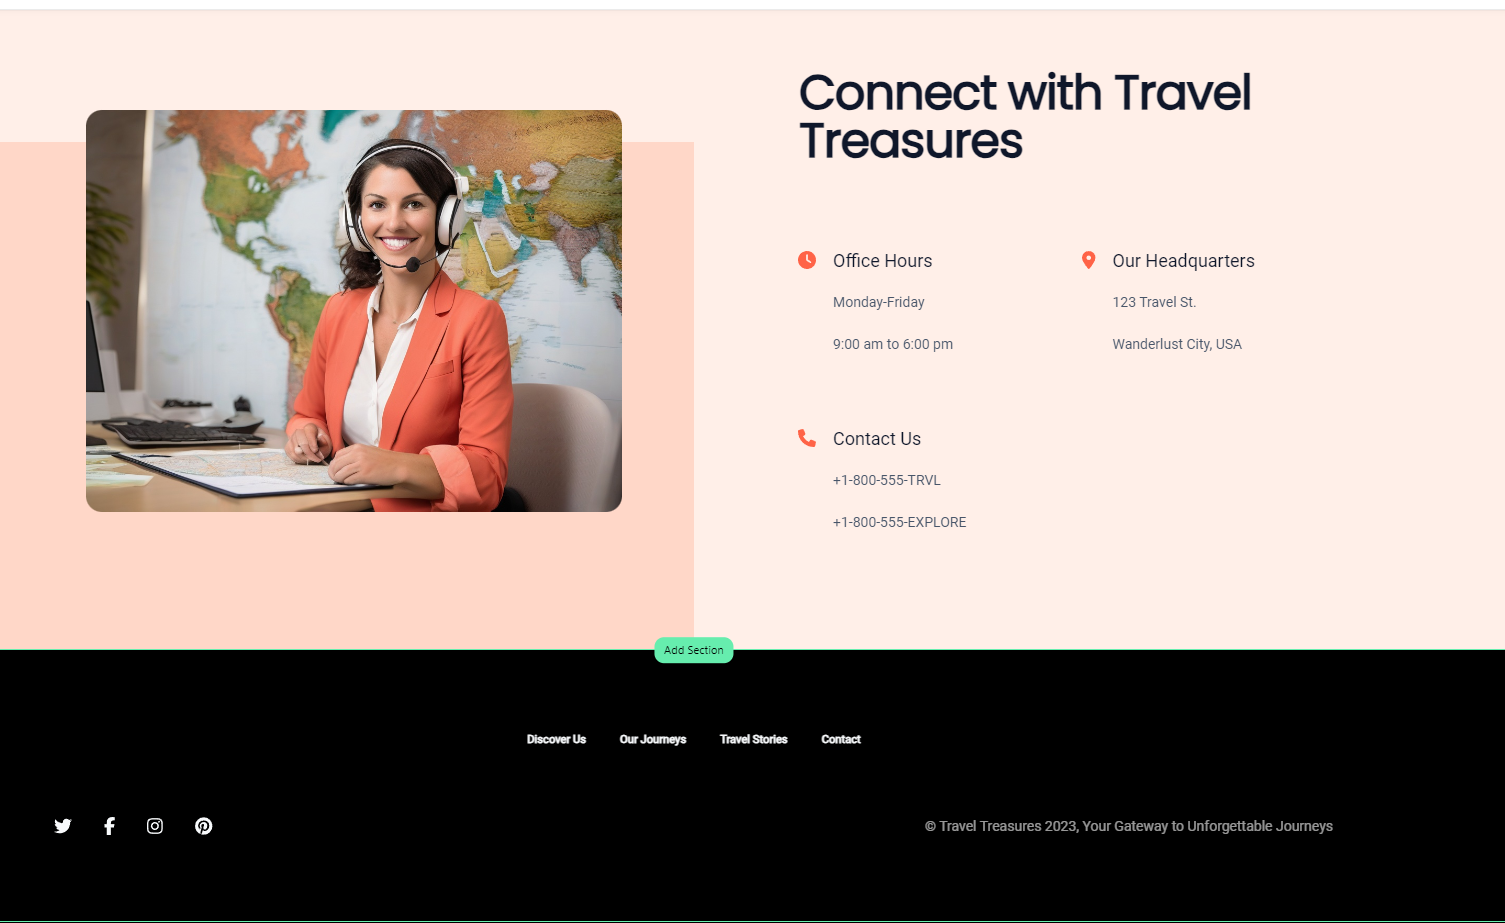 Connect with Travel
Treasures
Office Hours
Monday-Friday
9:00 am to 6:00 pm
Our Headquarters
123 Travel St.
Wanderlust City, USA
Contact Us
+1-800-555-TRVL
+1-800-555-EXPLORE
Add Section
Discover Us
Our Journeys
Travel Stories
Contact
© Travel Treasures 2023, Your Gateway to Unforgettable Journeys